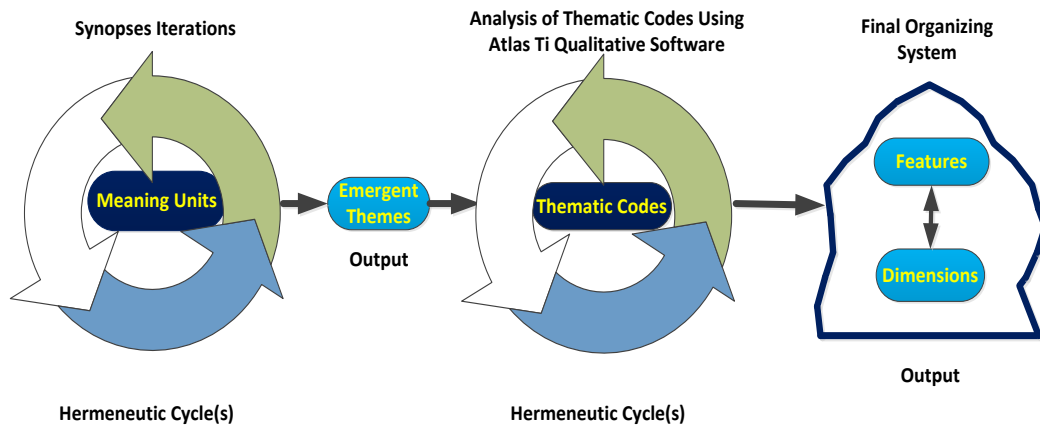 Synopses Iterations
Meaning Units
Hermeneutic Cycle(s)
Emergent
Themes
Output
Analysis of Thematic Codes Using
Atlas Ti Qualitative Software
Thematic Codes
Hermeneutic Cycle(s)
Final Organizing
System
Features
Dimensions
Output